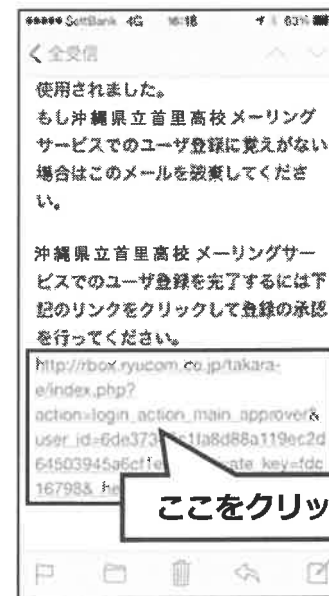 SoftBank 4G 16:18 63%
全受信
使用されました。
もし沖縄県立首里高校メーリング
サービスでのユーザ登録に覚えがない
場合はこのメールを破棄してくださ
い。
沖縄県立首里高校メーリングサー
ビスでのユーザ登録を完了するには下
記のリンクをクリックして登録の承認
を行ってください。
http://rbox.ryucom.co.jp/takara-
e/index.php?
action=login_action_main_approver&
user_id=6de373
64503945a6cf1e ate_key=fdc
16798&_he
ここをクリッ